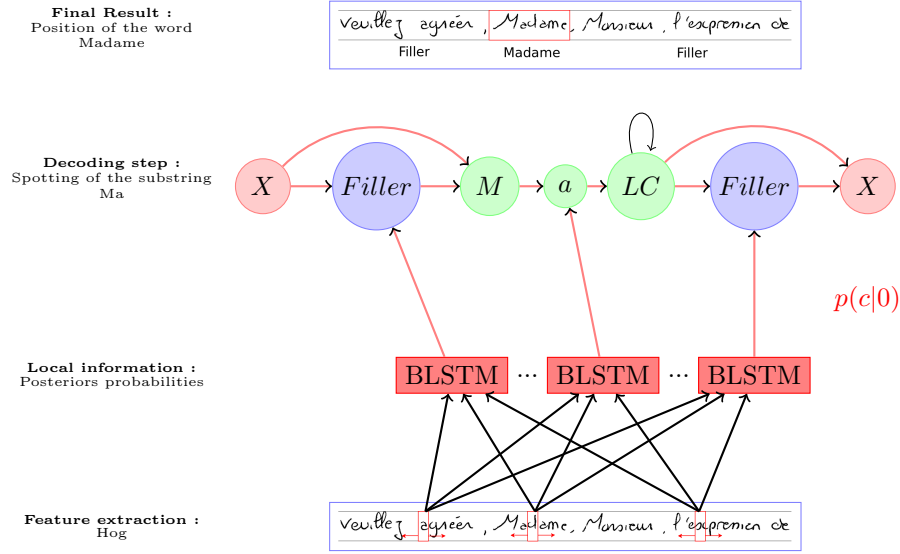 Final Result :
Position of the word
Madame
veuillez agréer, Madame, Monsieur, l'expression de
Filler Madame Filler
Decoding step :
Spotting of the substring
Ma
X Filler M a LC Filler X
p(c|0)
Local information :
Posteriors probabilities
BLSTM ... BLSTM ... BLSTM
Feature extraction :
Hog
veuillez agréer, Madame, Monsieur, l'expression de